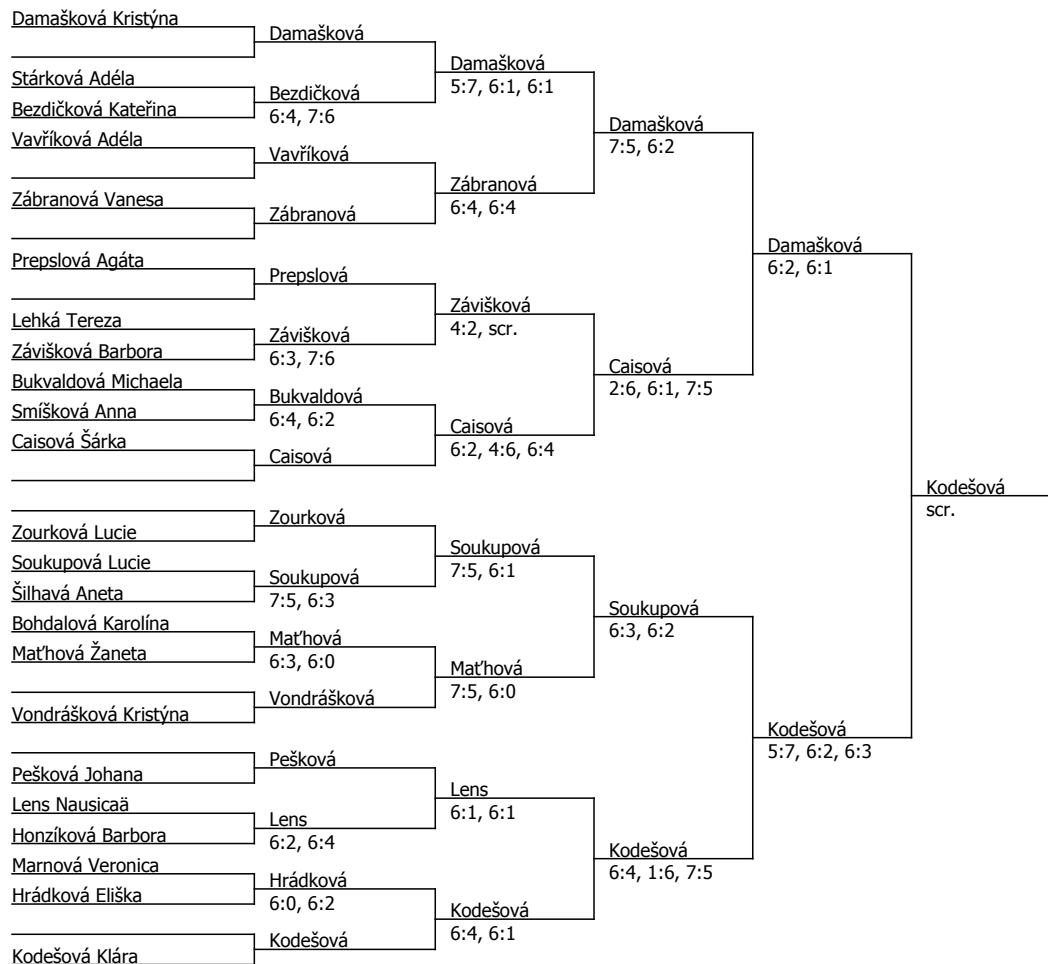 Damašková Kristýna
Stárková Adéla
Bezdičková Kateřina
Vavříková Adéla
Zábranová Vanesa
Prepslová Agáta
Lehká Tereza
Závišková Barbora
Bukvaldová Michaela
Smíšková Anna
Caisová Šárka
Zourková Lucie
Soukupová Lucie
Šilhavá Aneta
Bohdalová Karolína
Maťhová Žaneta
Vondrášková Kristýna
Pešková Johana
Lens Nausicaä
Honzíková Barbora
Marnová Veronica
Hrádková Eliška
Kodešová Klára
Damašková
Bezdičková
6:4, 7:6
Vavříková
Zábranová
Prepslová
Závišková
6:3, 7:6
Bukvaldová
6:4, 6:2
Caisová
Zourková
Soukupová
7:5, 6:3
Maťhová
6:3, 6:0
Vondrášková
Pešková
Lens
6:2, 6:4
Hrádková
6:0, 6:2
Kodešová
Damašková
5:7, 6:1, 6:1
Zábranová
6:4, 6:4
Závišková
4:2, scr.
Caisová
6:2, 4:6, 6:4
Soukupová
7:5, 6:1
Maťhová
7:5, 6:0
Lens
6:1, 6:1
Kodešová
6:4, 6:1
Damašková
7:5, 6:2
Caisová
2:6, 6:1, 7:5
Soukupová
6:3, 6:2
Kodešová
6:4, 1:6, 7:5
Damašková
6:2, 6:1
Kodešová
5:7, 6:2, 6:3
Kodešová
scr.